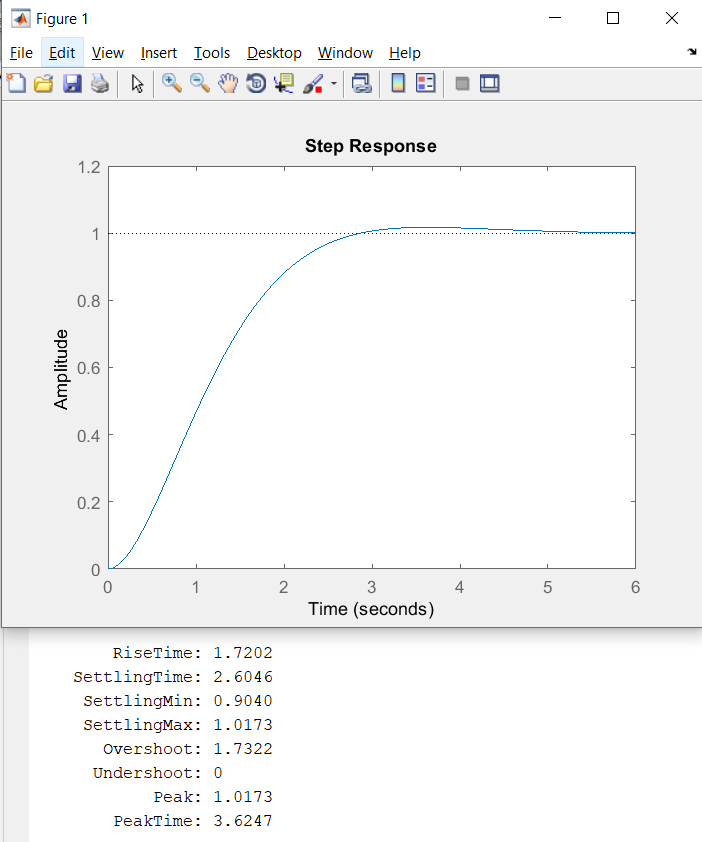 Figure 1
File Edit View Insert Tools Desktop Window Help
Step Response
1.2
1
0.8
0.6
0.4
0.2
0
Amplitude
0 1 2 3 4 5 6
Time (seconds)
RiseTime: 1.7202
SettlingTime: 2.6046
SettlingMin: 0.9040
SettlingMax: 1.0173
Overshoot: 1.7322
Undershoot: 0
Peak: 1.0173
PeakTime: 3.6247